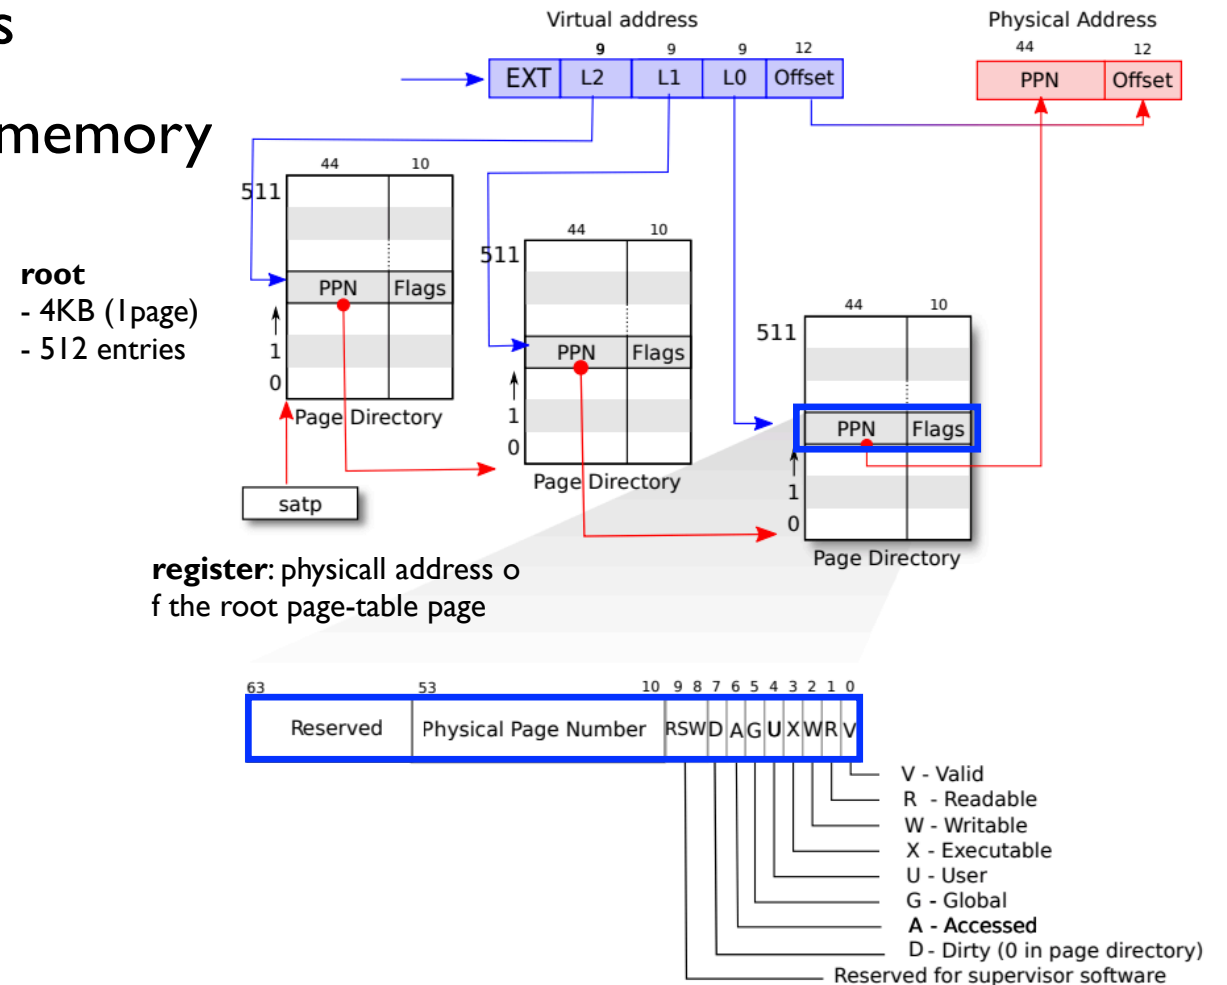 s
memory
Virtual address
9 9 9 12
EXT L2 L1 L0 Offset
Physical Address
44 12
PPN Offset
root
- 4KB (1page)
- 512 entries
44 10
511
PPN Flags
1
0
Page Directory
satp
44 10
511
PPN Flags
1
0
Page Directory
44 10
511
PPN Flags
1
0
Page Directory
register: physicall address o
f the root page-table page
63 53 10 9 8 7 6 5 4 3 2 1 0
Reserved Physical Page Number RSW D A G U X W R V
V - Valid
R - Readable
W - Writable
X - Executable
U - User
G - Global
A - Accessed
D - Dirty (0 in page directory)
Reserved for supervisor software